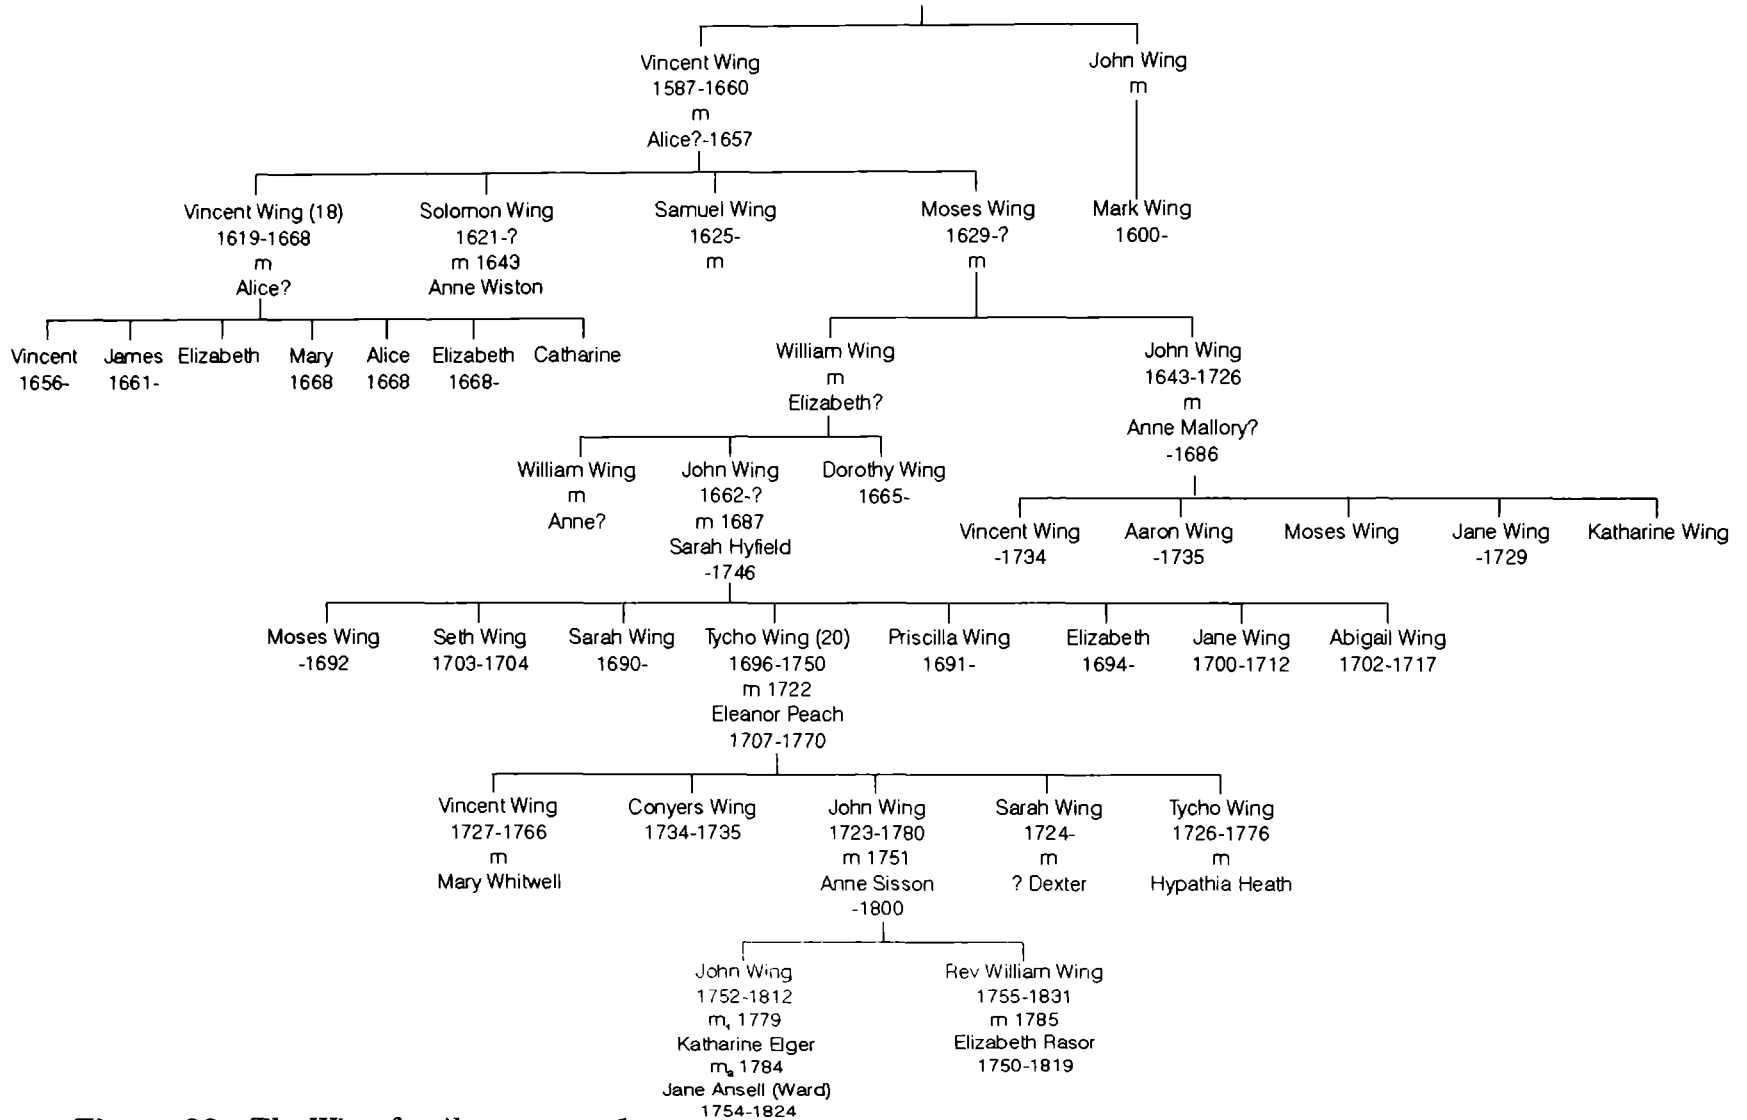 Vincent Wing
1587-1660
m
Alice?-1657
John Wing
m
Vincent Wing (18)
1619-1668
m
Alice?
Solomon Wing
1621-?
m 1643
Anne Wiston
Samuel Wing
1625-
m
Moses Wing
1629-?
m
Mark Wing
1600-
Vincent
1656-
James
1661-
Elizabeth
Mary
1668
Alice
1668
Elizabeth
1668-
Catharine
William Wing
m
Elizabeth?
John Wing
1643-1726
m
Anne Mallory?
-1686
William Wing
m
Anne?
John Wing
1662-?
m 1687
Sarah Hyfield
-1746
Dorothy Wing
1665-
Vincent Wing
-1734
Aaron Wing
-1735
Moses Wing
Jane Wing
-1729
Katharine Wing
Moses Wing
-1692
Seth Wing
1703-1704
Sarah Wing
1690-
Tycho Wing (20)
1696-1750
m 1722
Eleanor Peach
1707-1770
Priscilla Wing
1691-
Elizabeth
1694-
Jane Wing
1700-1712
Abigail Wing
1702-1717
Vincent Wing
1727-1766
m
Mary Whitwell
Conyers Wing
1734-1735
John Wing
1723-1780
m 1751
Anne Sisson
-1800
Sarah Wing
1724-
m
? Dexter
Tycho Wing
1726-1776
m
Hypathia Heath
John Wing
1752-1812
m₁ 1779
Katharine Elger
m₂ 1784
Jane Ansell (Ward)
1754-1824
Rev William Wing
1755-1831
m 1785
Elizabeth Rasor
1750-1819